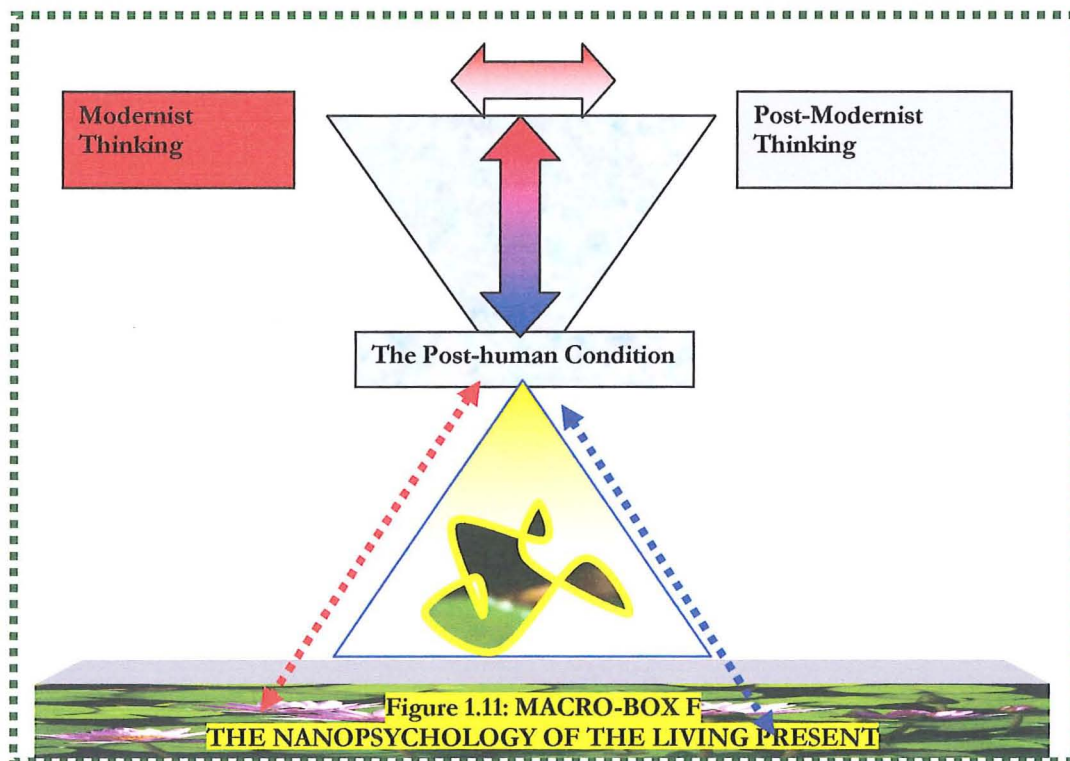 Modernist
Thinking
Post-Modernist
Thinking
The Post-human Condition
Figure 1.11: MACRO-BOX F
THE NANOPSYCHOLOGY OF THE LIVING PRESENT